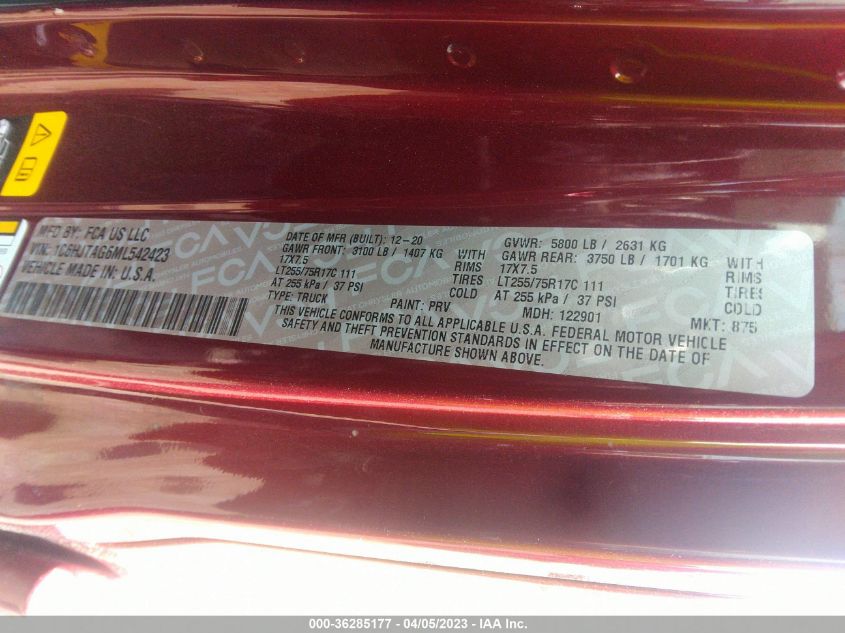 MFD BY: FCA US LLC
VIN: 1C6HJTAG6ML542423
VEHICLE MADE IN: U.S.A.
DATE OF MFR (BUILT): 12-20
GAWR FRONT: 3100 LB / 1407 KG WITH
17X7.5 RIMS
LT255/75R17C 111 TIRES
AT 255 kPa / 37 PSI COLD
TYPE: TRUCK PAINT: PRV
GVWR: 5800 LB / 2631 KG
GAWR REAR: 3750 LB / 1701 KG WITH
17X7.5 RIMS
LT255/75R17C 111 TIRES
AT 255 kPa / 37 PSI COLD
MDH: 122901 MKT: 875
THIS VEHICLE CONFORMS TO ALL APPLICABLE U.S.A. FEDERAL MOTOR VEHICLE
SAFETY AND THEFT PREVENTION STANDARDS IN EFFECT ON THE DATE OF
MANUFACTURE SHOWN ABOVE.
000-36285177 - 04/05/2023 - IAA Inc.